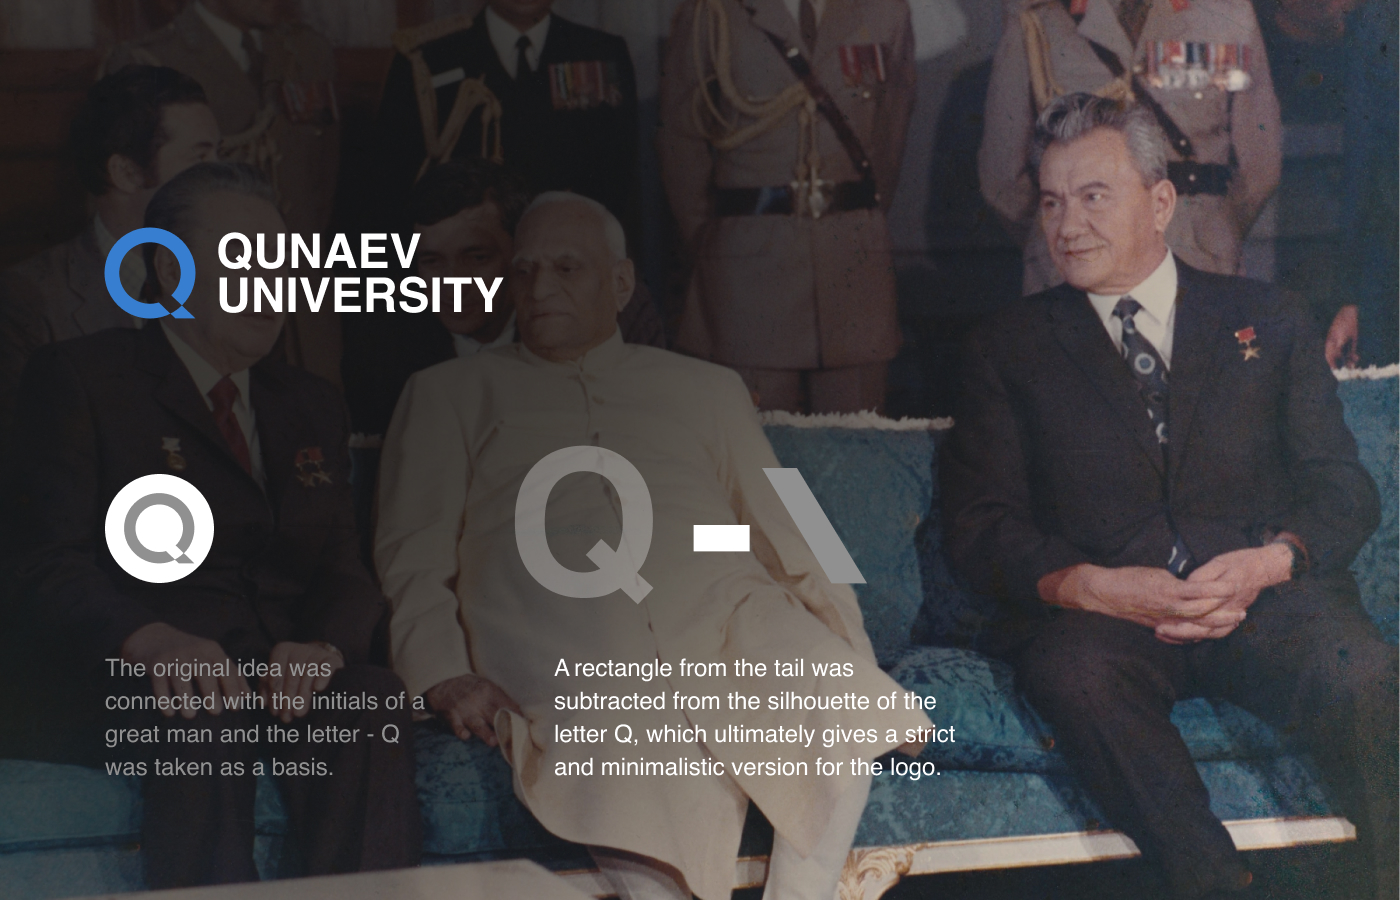 QUNAEV
UNIVERSITY
Q -
The original idea was
connected with the initials of a
great man and the letter - Q
was taken as a basis.
A rectangle from the tail was
subtracted from the silhouette of the
letter Q, which ultimately gives a strict
and minimalistic version for the logo.